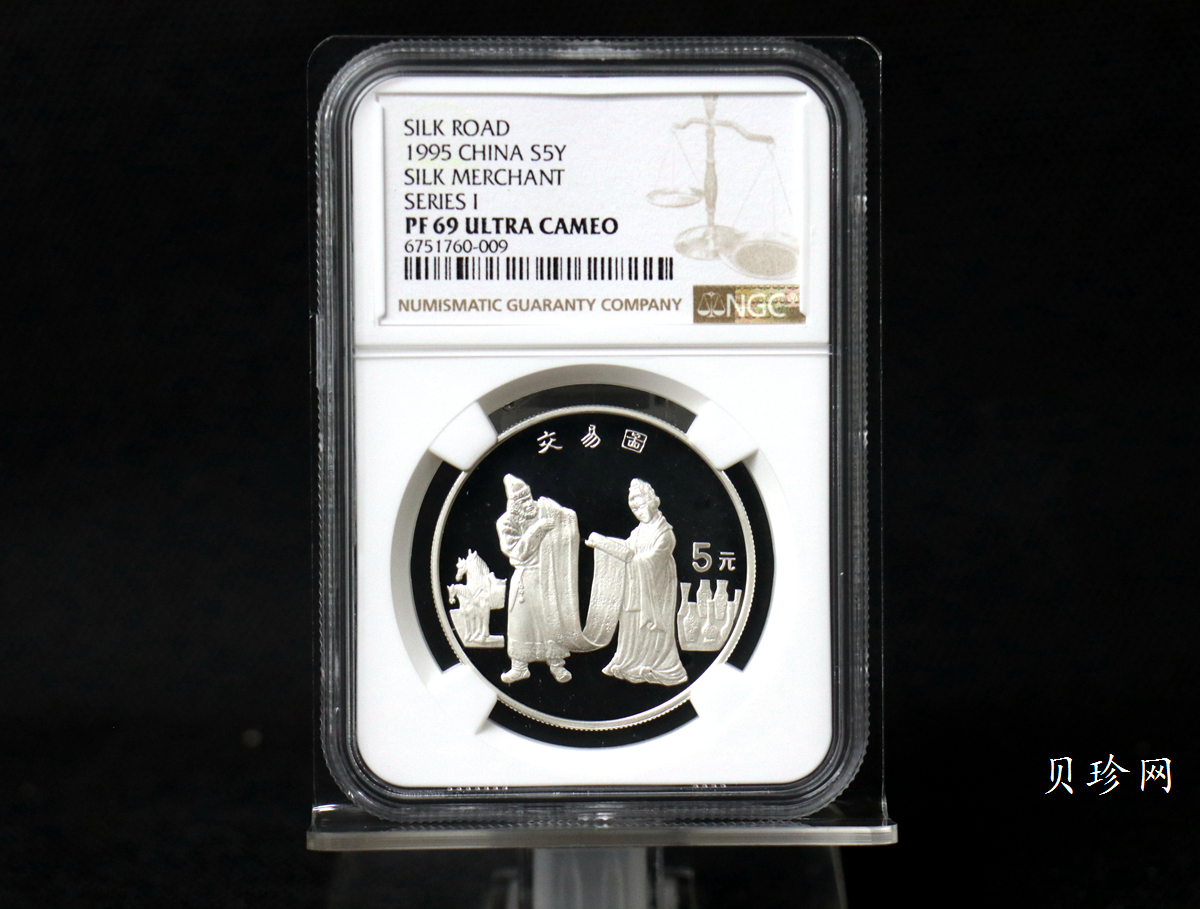 SILK ROAD
1995 CHINA S5Y
SILK MERCHANT
SERIES I
PF 69 ULTRA CAMEO
6751760-009
NUMISMATIC GUARANTY COMPANY NGC
交易圖
5元
贝珍网